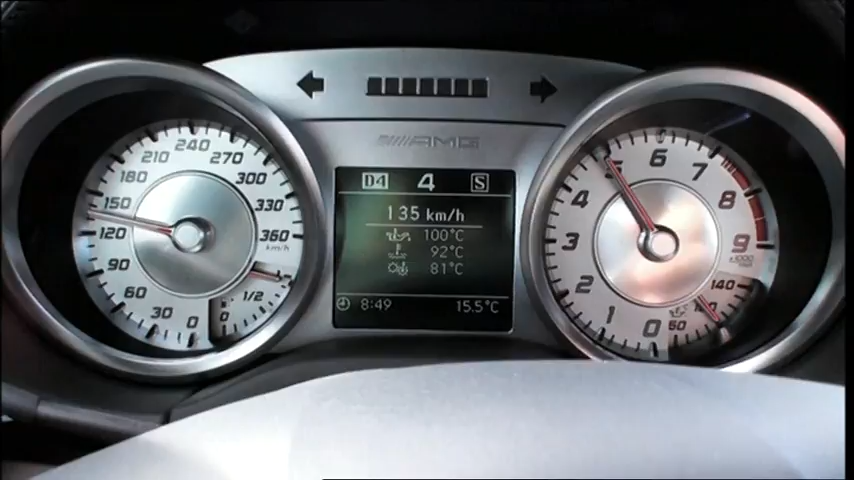 AMG
D4 4 S
135 km/h
100°C
92°C
81°C
8:49 15.5°C
0 30 60 90 120 150 180 210 240 270 300 330 360
km/h
0 1/2
0 1 2 3 4 5 6 7 8 9
x1000
50 140